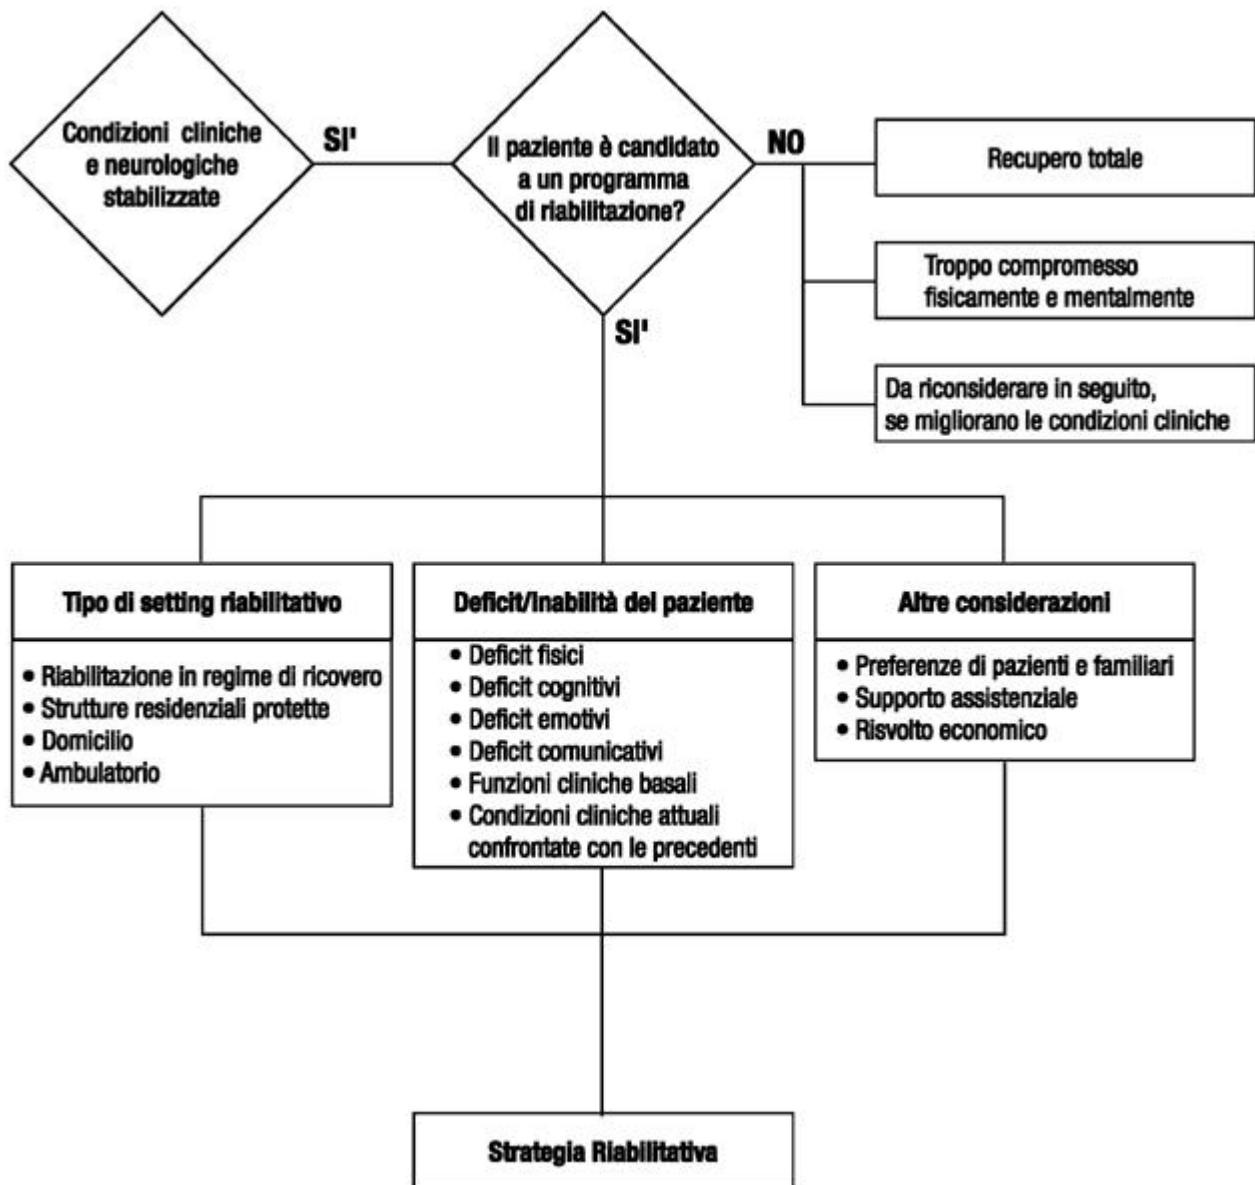 Condizioni cliniche
e neurologiche
stabilizzate
SI'
Il paziente è candidato
a un programma
di riabilitazione?
NO
Recupero totale
Troppo compromesso
fisicamente e mentalmente
Da riconsiderare in seguito,
se migliorano le condizioni cliniche
SI'
Tipo di setting riabilitativo
• Riabilitazione in regime di ricovero
• Strutture residenziali protette
• Domicilio
• Ambulatorio
Deficit/Inabilità del paziente
• Deficit fisici
• Deficit cognitivi
• Deficit emotivi
• Deficit comunicativi
• Funzioni cliniche basali
• Condizioni cliniche attuali
confrontate con le precedenti
Altre considerazioni
• Preferenze di pazienti e familiari
• Supporto assistenziale
• Risvolto economico
Strategia Riabilitativa